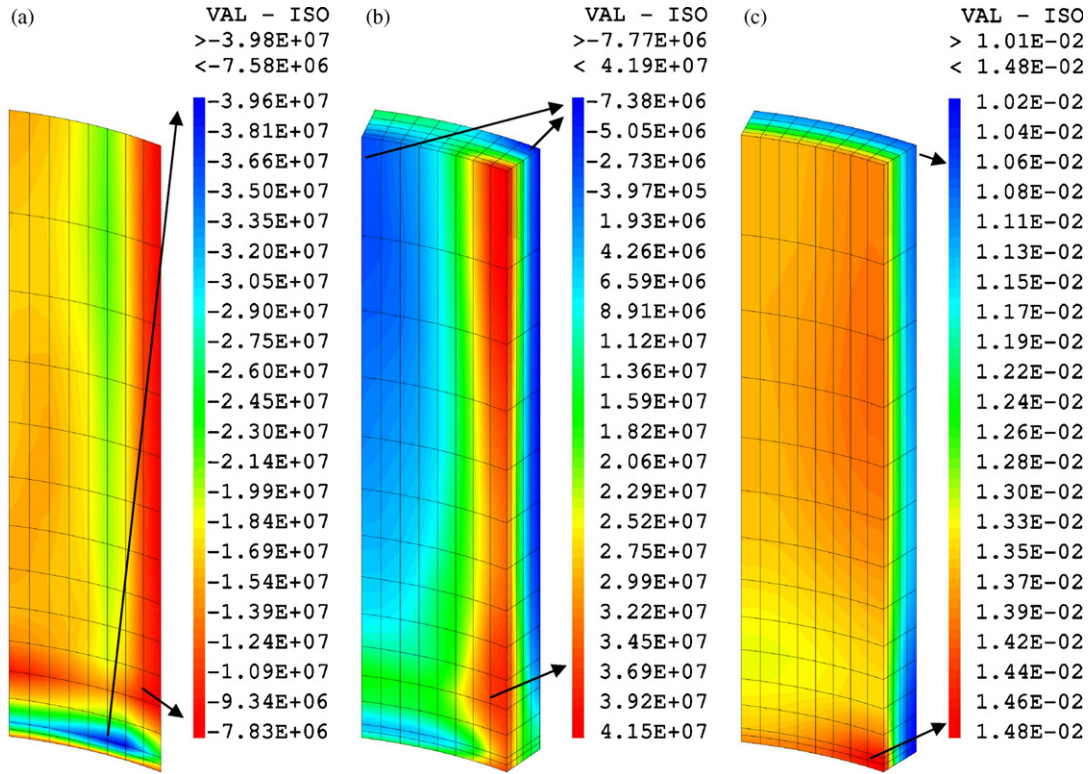 (a)
VAL - ISO
>-3.98E+07
<-7.58E+06
-3.96E+07
-3.81E+07
-3.66E+07
-3.50E+07
-3.35E+07
-3.20E+07
-3.05E+07
-2.90E+07
-2.75E+07
-2.60E+07
-2.45E+07
-2.30E+07
-2.14E+07
-1.99E+07
-1.84E+07
-1.69E+07
-1.54E+07
-1.39E+07
-1.24E+07
-1.09E+07
-9.34E+06
-7.83E+06
(b)
VAL - ISO
>-7.77E+06
< 4.19E+07
-7.38E+06
-5.05E+06
-2.73E+06
-3.97E+05
1.93E+06
4.26E+06
6.59E+06
8.91E+06
1.12E+07
1.36E+07
1.59E+07
1.82E+07
2.06E+07
2.29E+07
2.52E+07
2.75E+07
2.99E+07
3.22E+07
3.45E+07
3.69E+07
3.92E+07
4.15E+07
(c)
VAL - ISO
> 1.01E-02
< 1.48E-02
1.02E-02
1.04E-02
1.06E-02
1.08E-02
1.11E-02
1.13E-02
1.15E-02
1.17E-02
1.19E-02
1.22E-02
1.24E-02
1.26E-02
1.28E-02
1.30E-02
1.33E-02
1.35E-02
1.37E-02
1.39E-02
1.42E-02
1.44E-02
1.46E-02
1.48E-02